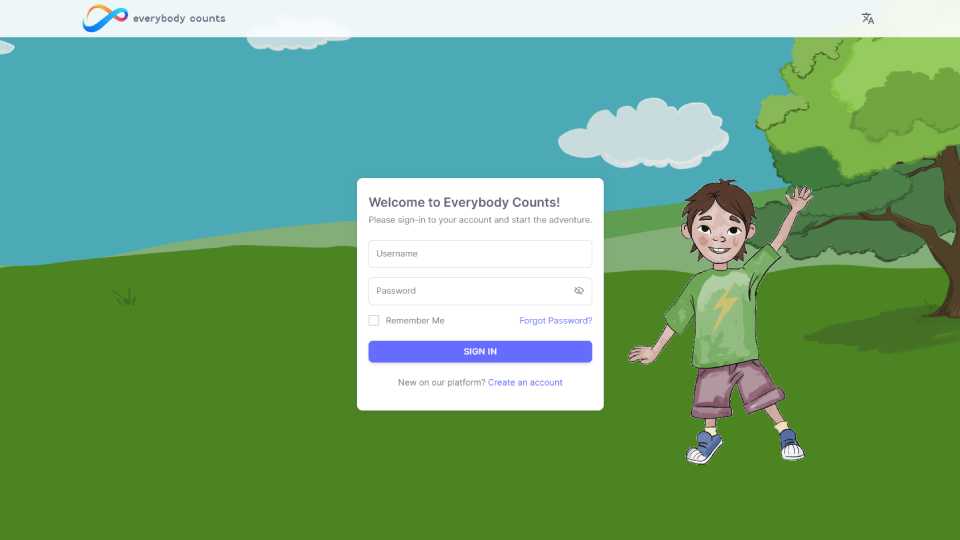 everybody counts
Welcome to Everybody Counts!
Please sign-in to your account and start the adventure.
Username
Password
Remember Me
Forgot Password?
SIGN IN
New on our platform? Create an account